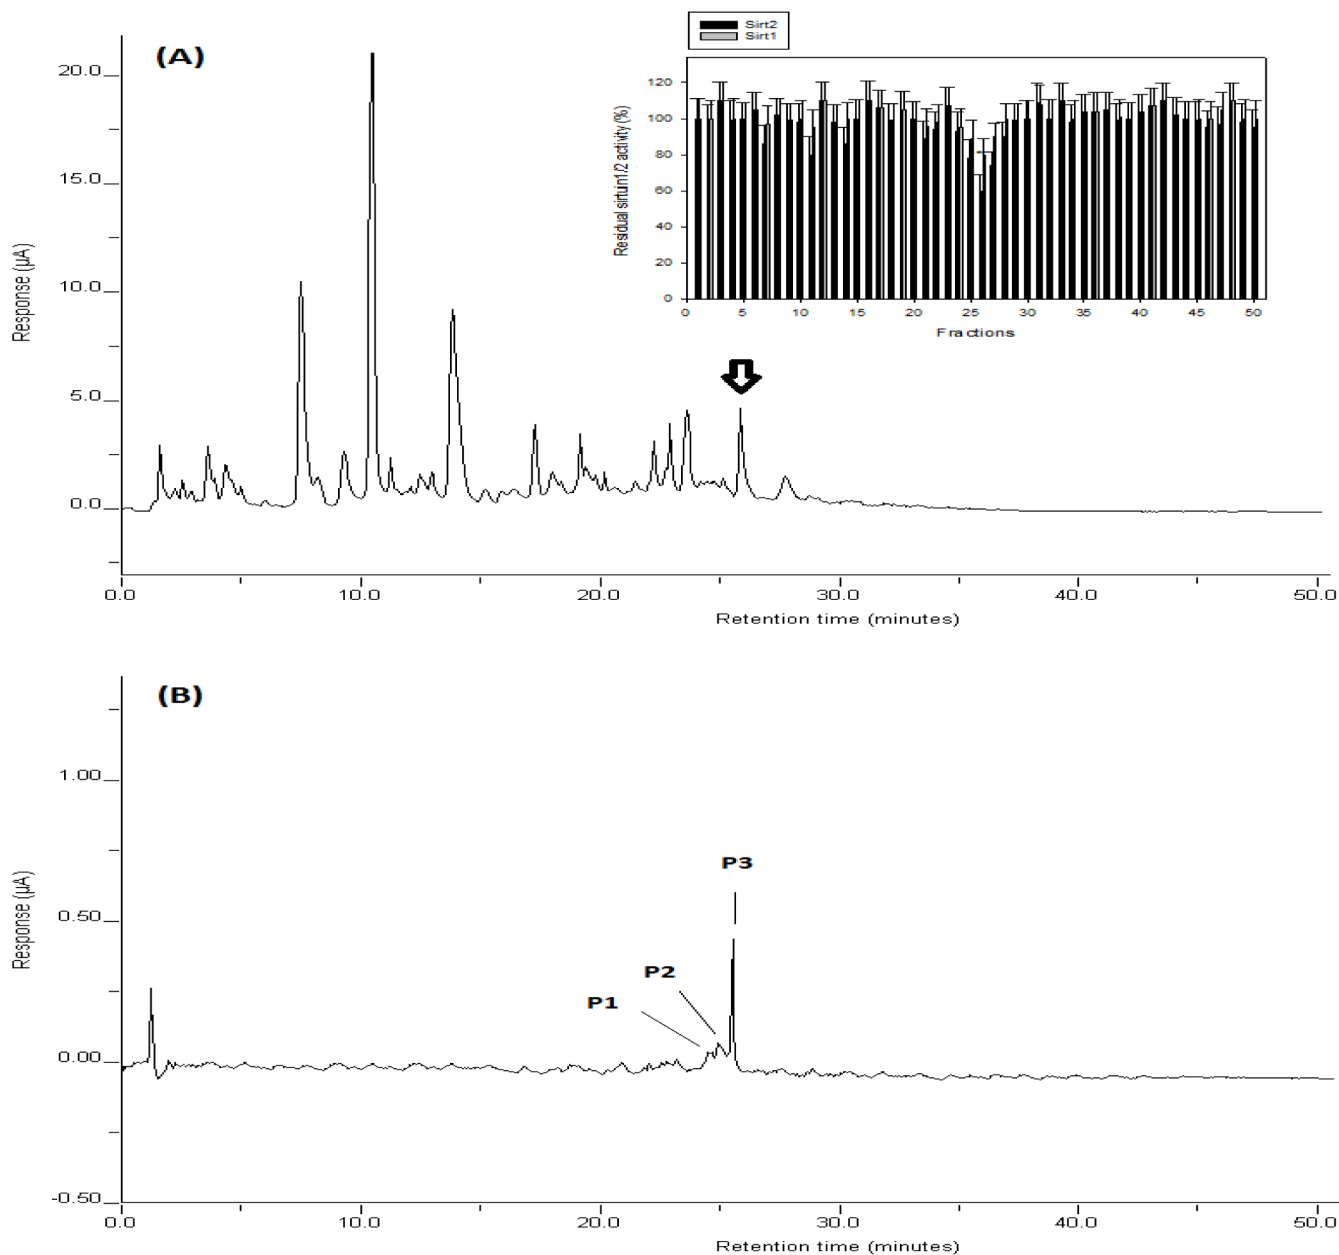 (A)
Sirt2
Sirt1
Residual sirtuin1/2 activity (%)
120
100
80
60
40
20
0
0 5 10 15 20 25 30 35 40 45 50
Fractions
Response (µA)
20.0
15.0
10.0
5.0
0.0
0.0 10.0 20.0 30.0 40.0 50.0
Retention time (minutes)
(B)
Response (µA)
1.00
0.50
0.00
-0.50
P3
P2
P1
0.0 10.0 20.0 30.0 40.0 50.0
Retention time (minutes)